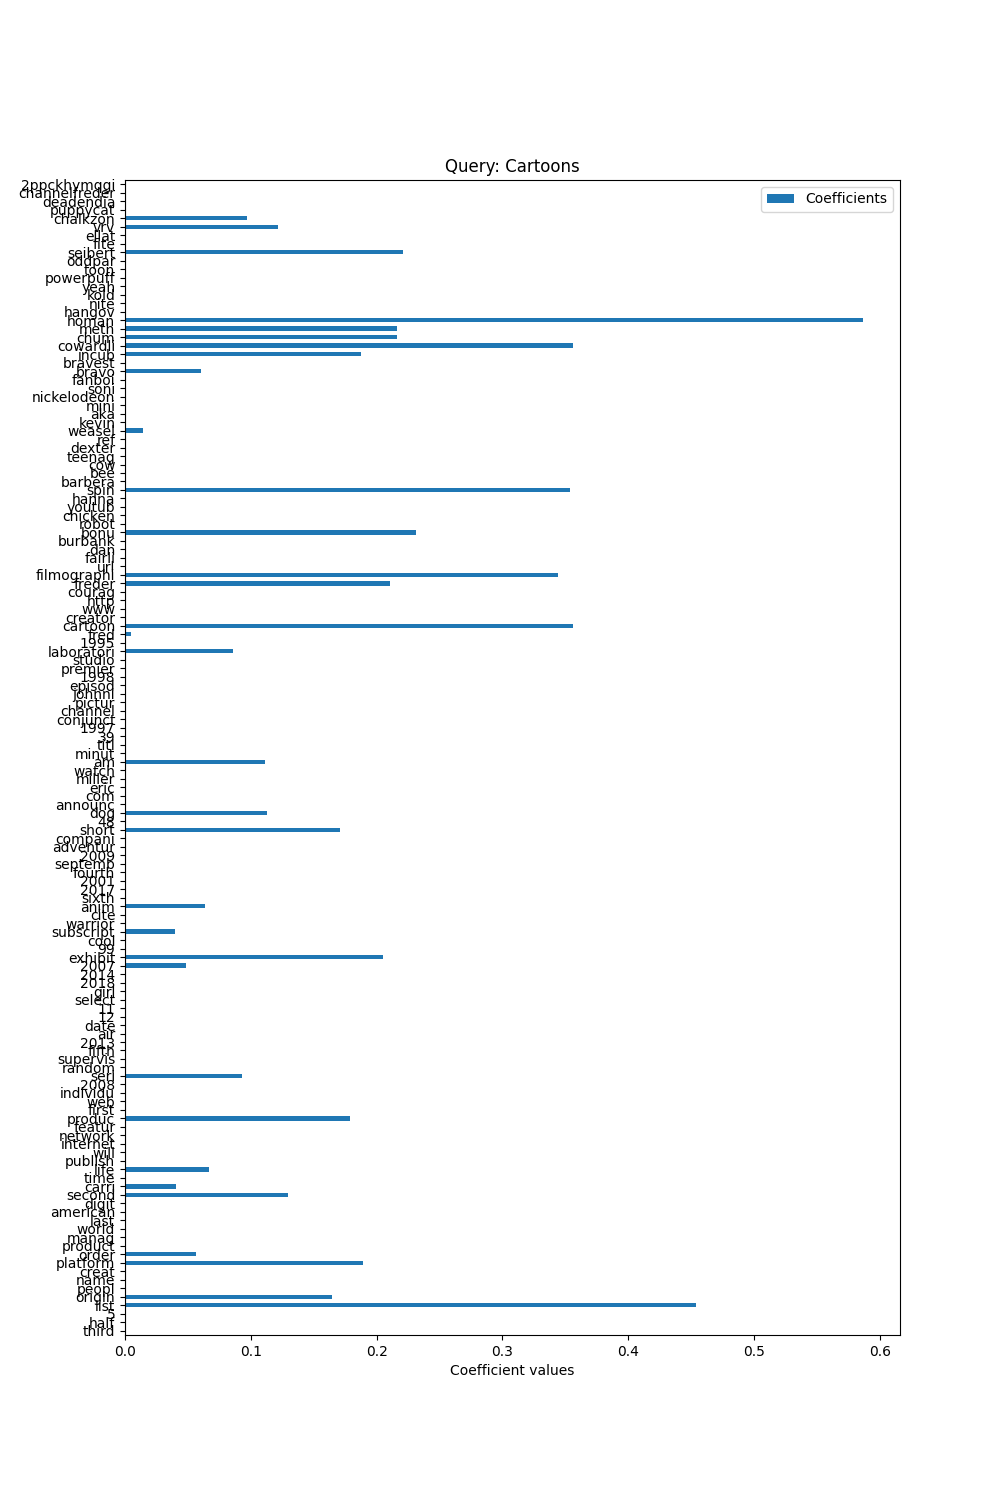 Query: Cartoons
Coefficients
2ppckhymggi
channelfreder
deadendia
puppycat
chalkzon
vrv
ellat
fite
seibert
oddpar
toon
powerpuff
yeah
kold
nite
hangov
homan
meth
chum
cowardli
incub
bravest
bravo
fanboi
soni
nickelodeon
mini
aka
kevin
weasel
ref
dexter
teenag
cow
bee
barbera
spin
hanna
youtub
chicken
robot
bonu
burbank
dan
fairli
url
filmographi
freder
courag
http
www
creator
cartoon
fred
1995
laboratori
studio
premier
1998
episod
johnni
pictur
channel
conjunct
1997
39
titl
minut
am
watch
miller
eric
com
announc
dog
48
short
compani
adventur
2009
septemb
fourth
2001
2017
sixth
anim
cite
warrior
subscript
cool
99
exhibit
2007
2014
2018
girl
select
11
12
date
air
2013
fifth
supervis
random
seri
2008
individu
web
first
produc
featur
network
internet
will
publish
life
time
carri
second
digit
american
last
world
manag
product
order
platform
creat
name
peopl
origin
list
5
half
third
0.0 0.1 0.2 0.3 0.4 0.5 0.6
Coefficient values